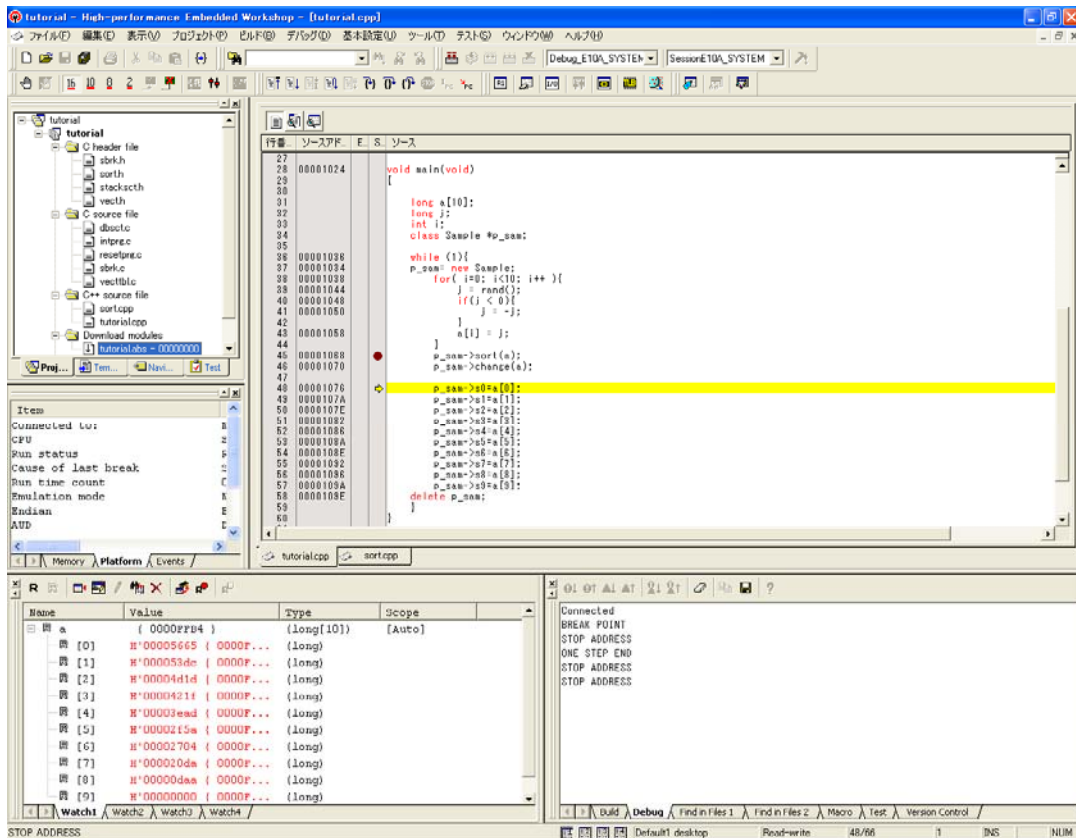 tutorial - High-performance Embedded Workshop - [tutorial.cpp]
ファイル(F) 編集(E) 表示(V) プロジェクト(P) ビルド(B) デバッグ(D) 基本設定(U) ツール(T) テスト(S) ウィンドウ(W) ヘルプ(H)
Debug_E10A_SYSTEM SessionE10A_SYSTEM
16 10 8 2
tutorial
tutorial
C header file
sbrk.h
sort.h
stacksct.h
vect.h
C source file
dbsct.c
intprg.c
resetprg.c
sbrk.c
vecttbl.c
C++ source file
sort.cpp
tutorial.cpp
Download modules
tutorial.abs - 00000000
Proj... Tem... Navi... Test
行番... ソースアド... E.. S.. ソース
27
28 00001024 void main(void)
29 {
30
31 long a[10];
32 long j;
33 int i;
34 class Sample *p_sam;
35
36 00001036 while (1){
37 00001034 p_sam= new Sample;
38 00001038 for( i=0; i<10; i++ ){
39 00001044 j = rand();
40 00001048 if(j < 0){
41 00001050 j = -j;
42 }
43 00001058 a[i] = j;
44 }
45 00001068 p_sam->sort(a);
46 00001070 p_sam->change(a);
47
48 00001076 p_sam->s0=a[0];
49 0000107A p_sam->s1=a[1];
50 0000107E p_sam->s2=a[2];
51 00001082 p_sam->s3=a[3];
52 00001086 p_sam->s4=a[4];
53 0000108A p_sam->s5=a[5];
54 0000108E p_sam->s6=a[6];
55 00001092 p_sam->s7=a[7];
56 00001096 p_sam->s8=a[8];
57 0000109A p_sam->s9=a[9];
58 0000109E delete p_sam;
59 }
60 }
tutorial.cpp sort.cpp
Item
Connected to:
CPU
Run status
Cause of last break
Run time count
Emulation mode
Endian
AUD
Memory Platform Events
Name Value Type Scope
a { 0000FFB4 } (long[10]) [Auto]
[0] H'00005665 { 0000F... (long)
[1] H'000053dc { 0000F... (long)
[2] H'00004d1d { 0000F... (long)
[3] H'0000421f { 0000F... (long)
[4] H'00003ead { 0000F... (long)
[5] H'00002f5a { 0000F... (long)
[6] H'00002704 { 0000F... (long)
[7] H'000020da { 0000F... (long)
[8] H'00000daa { 0000F... (long)
[9] H'00000000 { 0000F... (long)
Watch1 Watch2 Watch3 Watch4
Connected
BREAK POINT
STOP ADDRESS
ONE STEP END
STOP ADDRESS
STOP ADDRESS
Build Debug Find in Files 1 Find in Files 2 Macro Test Version Control
STOP ADDRESS Default1 desktop Read-write 48/66 1 INS NUM